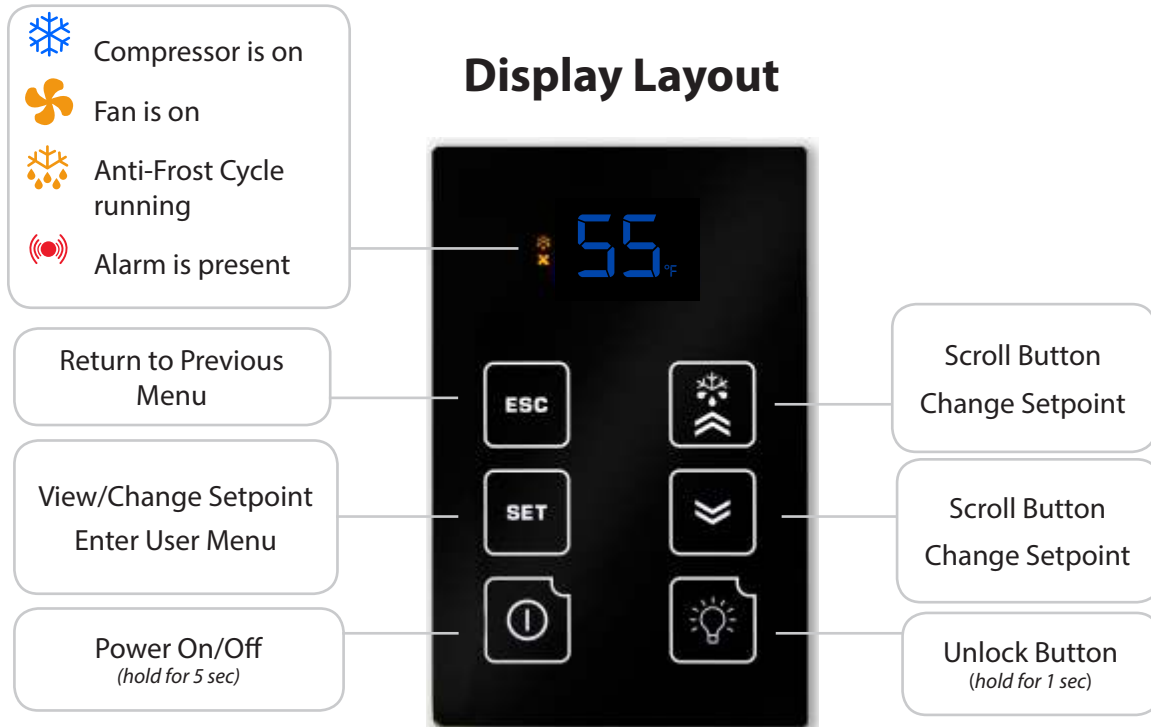 Compressor is on
Fan is on
Anti-Frost Cycle
running
Alarm is present
Display Layout
55
°F
Return to Previous
Menu
ESC
Scroll Button
Change Setpoint
View/Change Setpoint
Enter User Menu
SET
Scroll Button
Change Setpoint
Power On/Off
(hold for 5 sec)
Unlock Button
(hold for 1 sec)